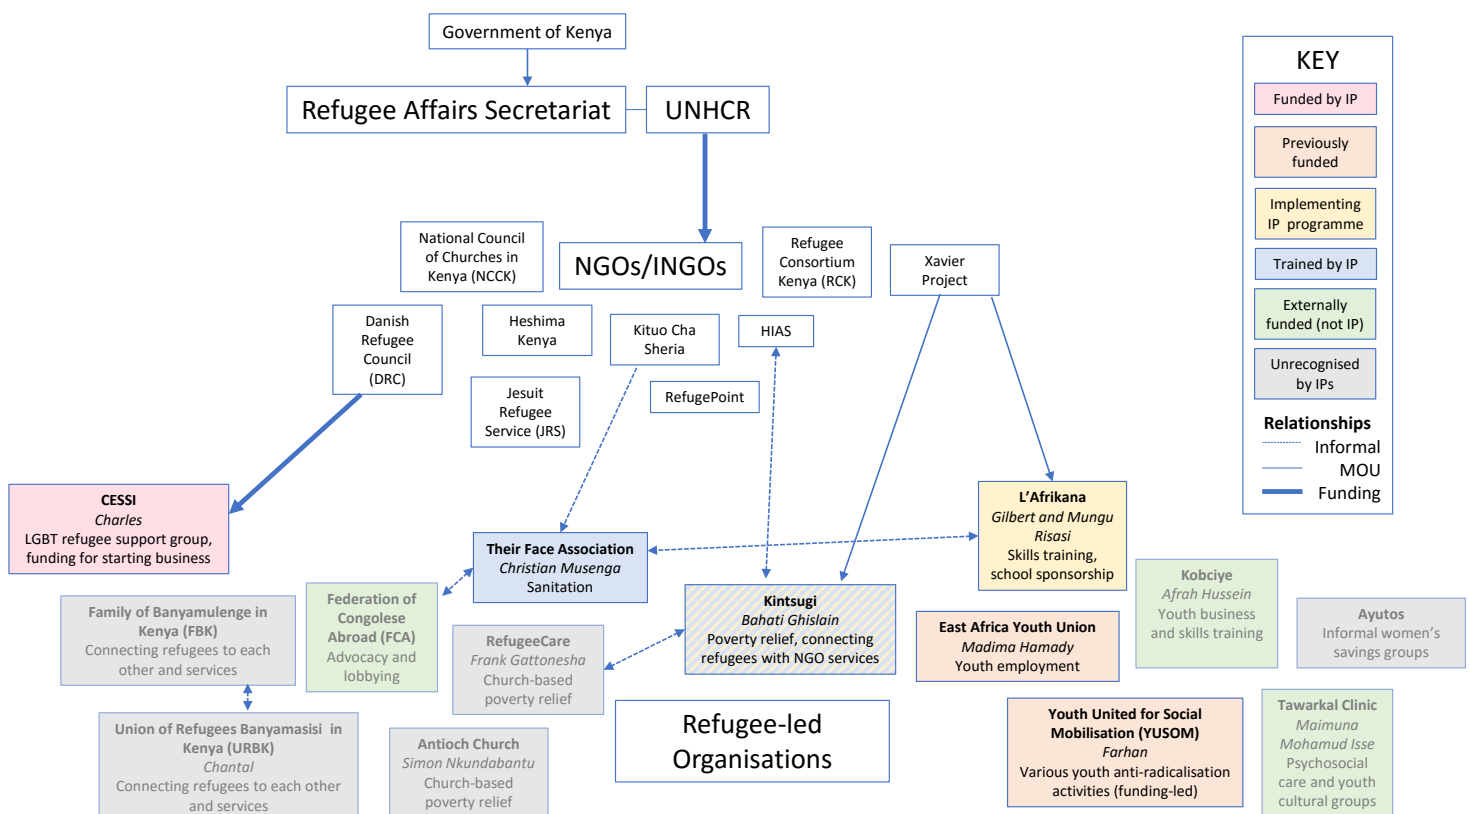 Government of Kenya
Refugee Affairs Secretariat
UNHCR
National Council
of Churches in
Kenya (NCCK)
NGOs/INGOs
Refugee
Consortium
Kenya (RCK)
Xavier
Project
Danish
Refugee
Council
(DRC)
Heshima
Kenya
Kituo Cha
Sheria
HIAS
Jesuit
Refugee
Service (JRS)
RefugePoint
CESSI
Charles
LGBT refugee support group,
funding for starting business
Their Face Association
Christian Musenga
Sanitation
L’Afrikana
Gilbert and Mungu
Risasi
Skills training,
school sponsorship
Family of Banyamulenge in
Kenya (FBK)
Connecting refugees to each
other and services
Federation of
Congolese
Abroad (FCA)
Advocacy and
lobbying
RefugeeCare
Frank Gattonesha
Church-based
poverty relief
Kintsugi
Bahati Ghislain
Poverty relief, connecting
refugees with NGO services
East Africa Youth Union
Madima Hamady
Youth employment
Kobciye
Afrah Hussein
Youth business
and skills training
Ayutos
Informal women’s
savings groups
Union of Refugees Banyamasisi in
Kenya (URBK)
Chantal
Connecting refugees to each other
and services
Antioch Church
Simon Nkundabantu
Church-based
poverty relief
Refugee-led
Organisations
Youth United for Social
Mobilisation (YUSOM)
Farhan
Various youth anti-radicalisation
activities (funding-led)
Tawarkal Clinic
Maimuna
Mohamud Isse
Psychosocial
care and youth
cultural groups
KEY
Funded by IP
Previously
funded
Implementing
IP programme
Trained by IP
Externally
funded (not IP)
Unrecognised
by IPs
Relationships
Informal
MOU
Funding